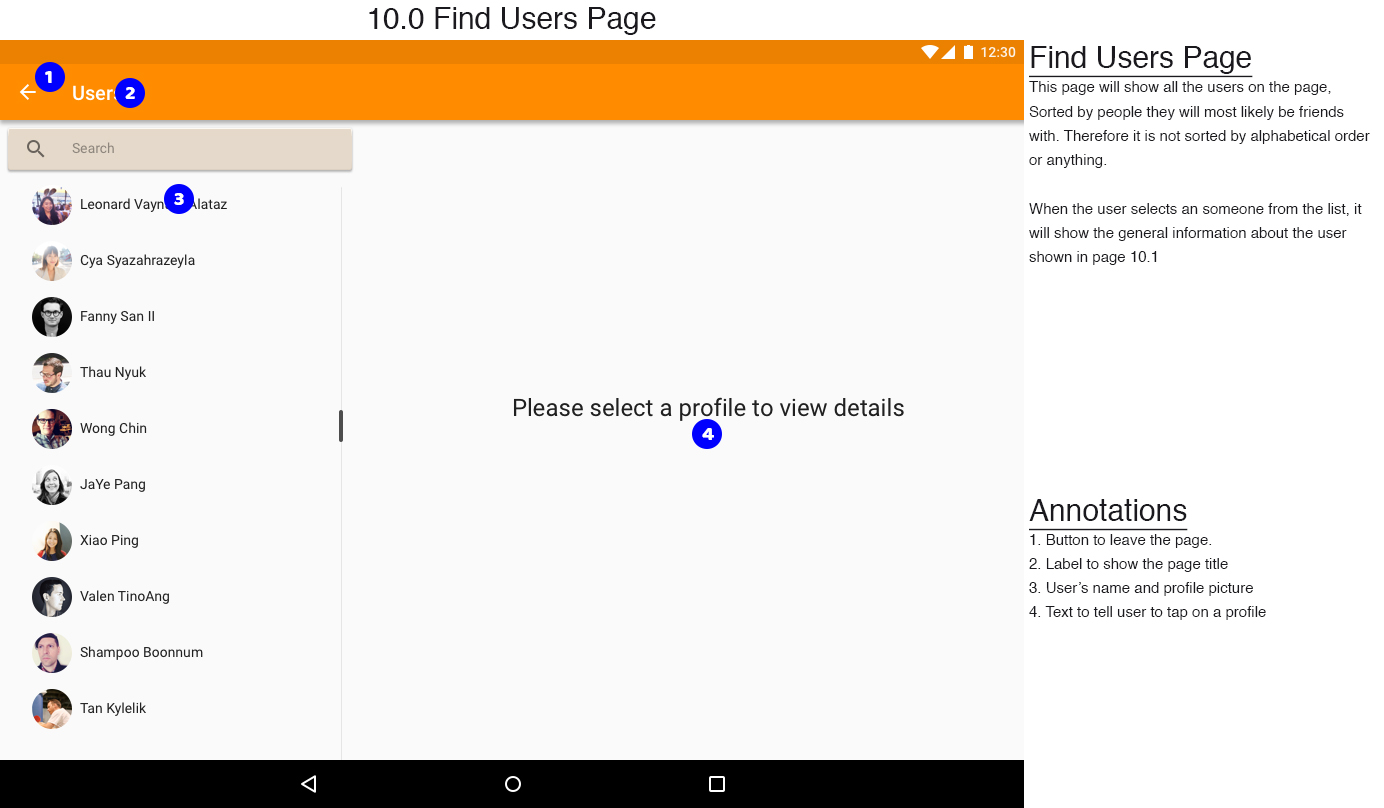 10.0 Find Users Page
12:30
1
Users
2
Search
3
Leonard Alataz
Cya Syazahrazeyla
Fanny San II
Thau Nyuk
Wong Chin
JaYe Pang
Xiao Ping
Valen TinoAng
Shampoo Boonnum
Tan Kylelik
Please select a profile to view details
4
Find Users Page
This page will show all the users on the page,
Sorted by people they will most likely be friends
with. Therefore it is not sorted by alphabetical order
or anything.
When the user selects an someone from the list, it
will show the general information about the user
shown in page 10.1
Annotations
1. Button to leave the page.
2. Label to show the page title
3. User’s name and profile picture
4. Text to tell user to tap on a profile